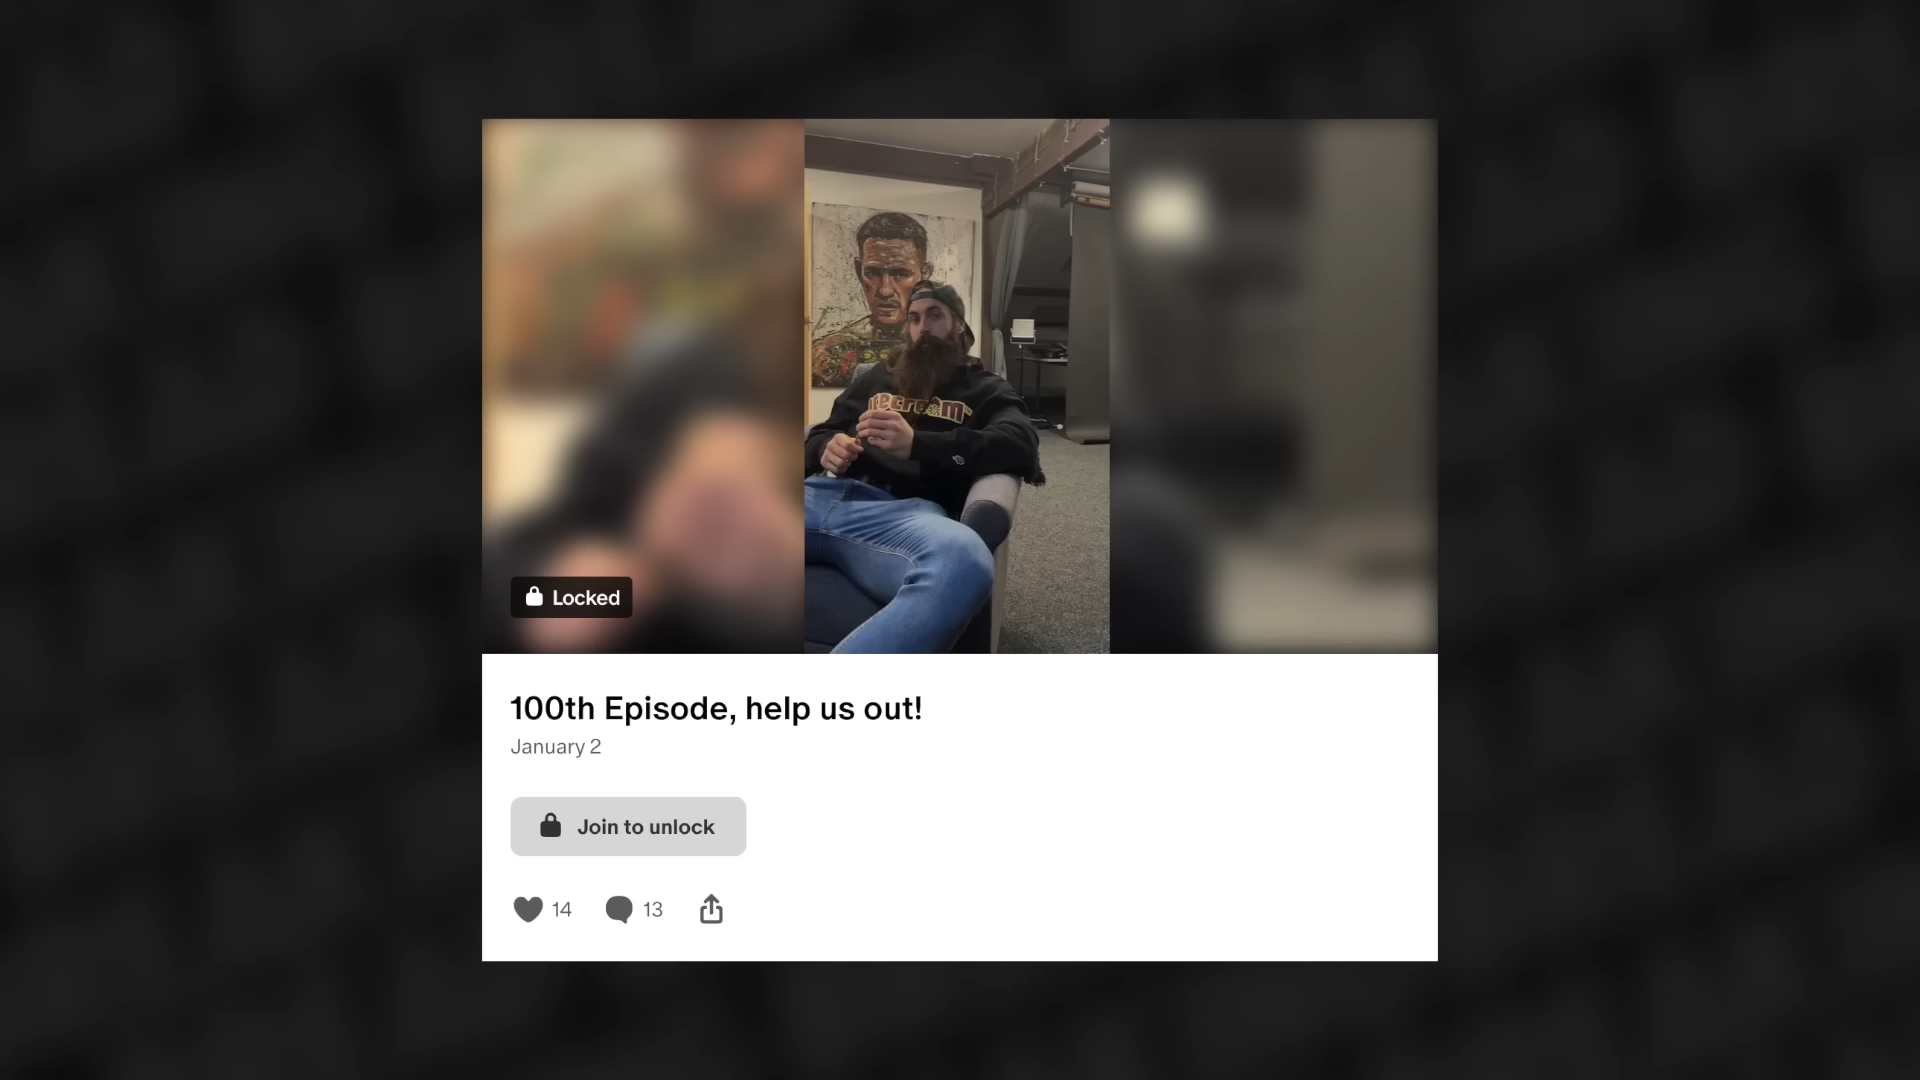 Locked
100th Episode, help us out!
January 2
Join to unlock
14
13